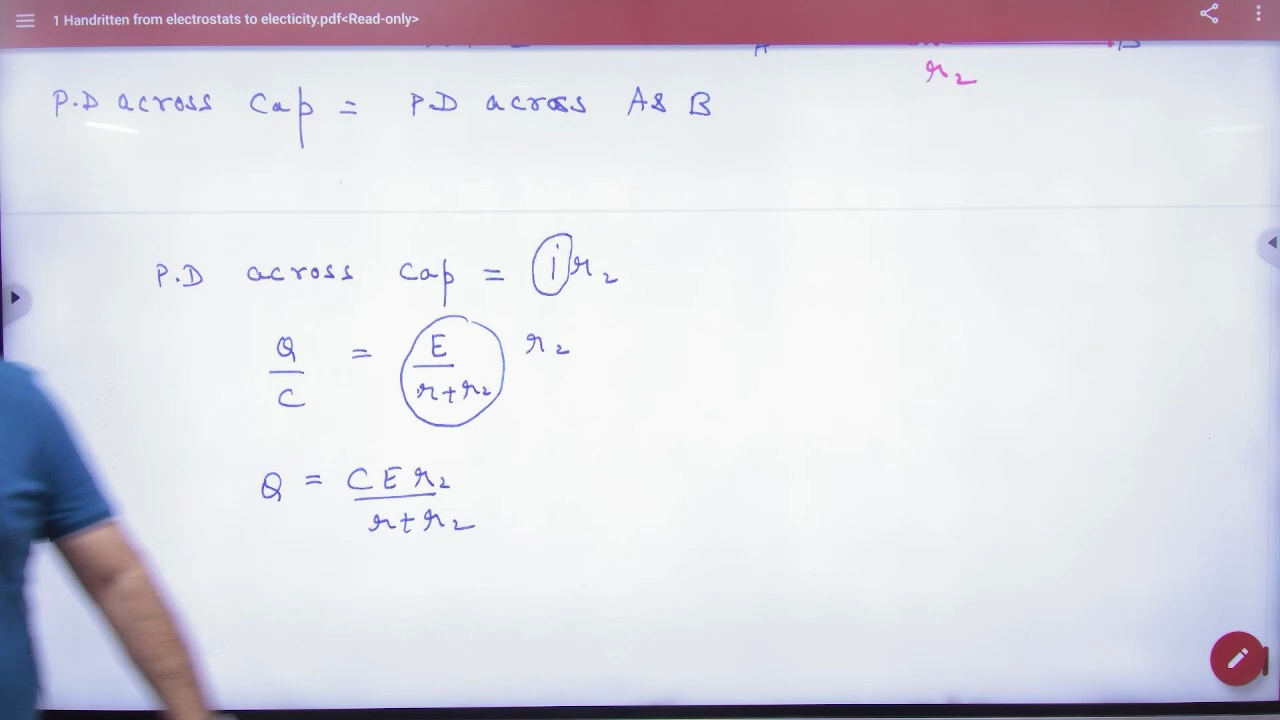 1 Handritten from electrostats to electicity.pdf<Read-only>
r₂
P.D across Cap = P.D across A & B
P.D across Cap = i r₂
Q/C = E/(r+r₂) r₂
Q = C E r₂/(r+r₂)